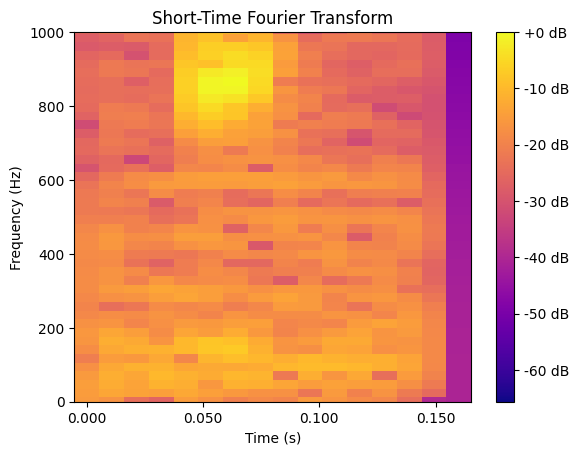 Short-Time Fourier Transform
1000
800
600
400
200
0
Frequency (Hz)
0.000
0.050
0.100
0.150
Time (s)
+0 dB
-10 dB
-20 dB
-30 dB
-40 dB
-50 dB
-60 dB